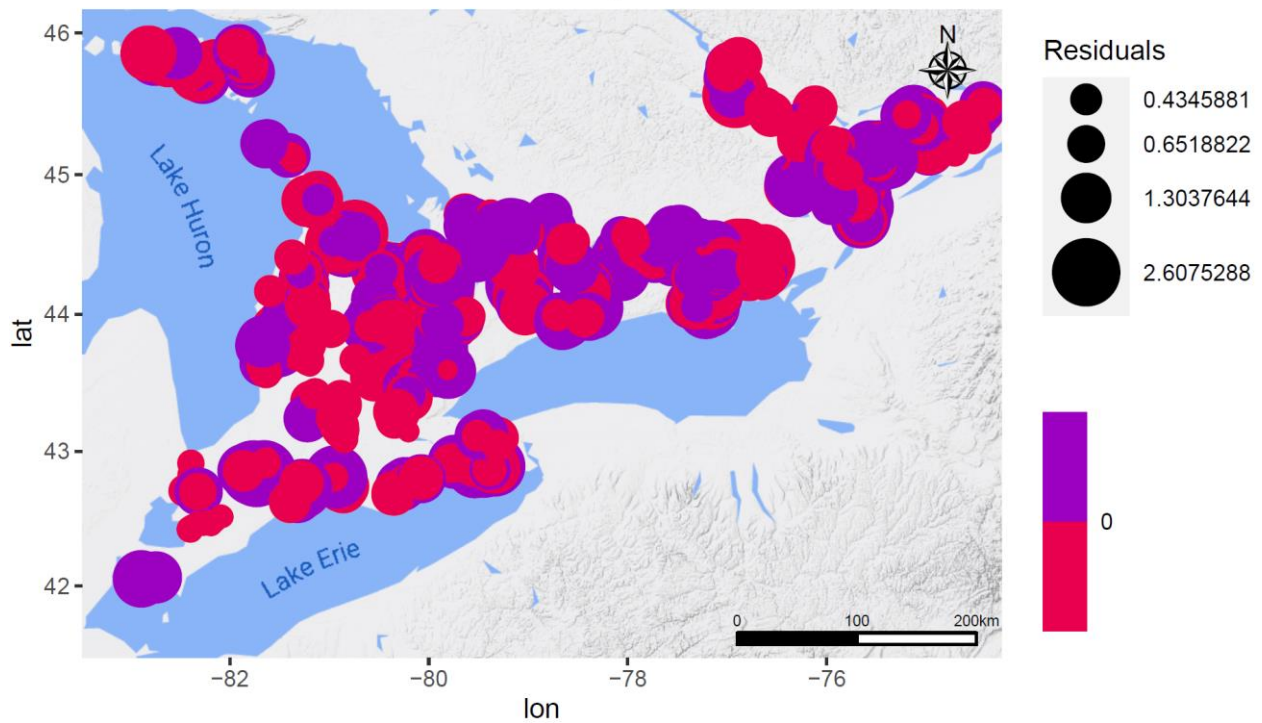 46
45
44
43
42
lat
−82
−80
−78
−76
lon
Lake Huron
Lake Erie
N
0
100
200km
Residuals
0.4345881
0.6518822
1.3037644
2.6075288
0